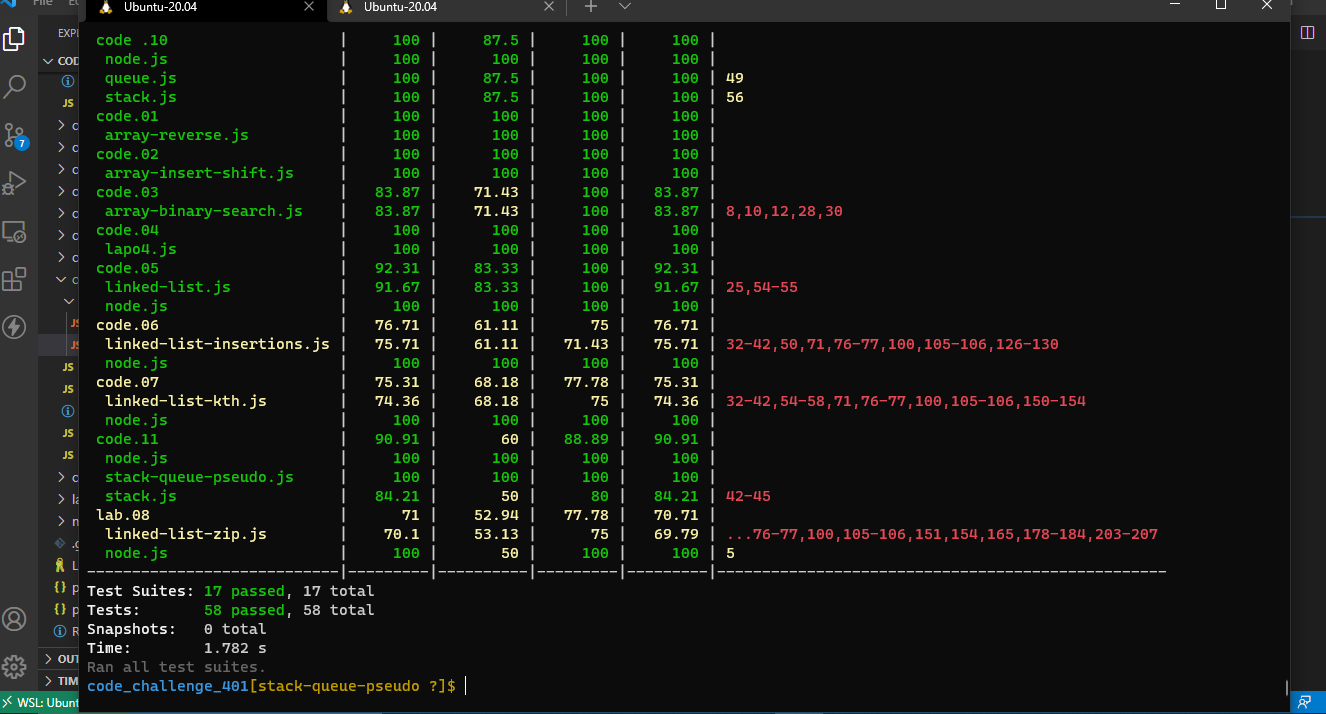 File
Ubuntu-20.04
Ubuntu-20.04
code .10 | 100 | 87.5 | 100 | 100 |
node.js | 100 | 100 | 100 | 100 |
queue.js | 100 | 87.5 | 100 | 100 | 49
stack.js | 100 | 87.5 | 100 | 100 | 56
code.01 | 100 | 100 | 100 | 100 |
array-reverse.js | 100 | 100 | 100 | 100 |
code.02 | 100 | 100 | 100 | 100 |
array-insert-shift.js | 100 | 100 | 100 | 100 |
code.03 | 83.87 | 71.43 | 100 | 83.87 |
array-binary-search.js | 83.87 | 71.43 | 100 | 83.87 | 8,10,12,28,30
code.04 | 100 | 100 | 100 | 100 |
lapo4.js | 100 | 100 | 100 | 100 |
code.05 | 92.31 | 83.33 | 100 | 92.31 |
linked-list.js | 91.67 | 83.33 | 100 | 91.67 | 25,54-55
node.js | 100 | 100 | 100 | 100 |
code.06 | 76.71 | 61.11 | 75 | 76.71 |
linked-list-insertions.js | 75.71 | 61.11 | 71.43 | 75.71 | 32-42,50,71,76-77,100,105-106,126-130
node.js | 100 | 100 | 100 | 100 |
code.07 | 75.31 | 68.18 | 77.78 | 75.31 |
linked-list-kth.js | 74.36 | 68.18 | 75 | 74.36 | 32-42,54-58,71,76-77,100,105-106,150-154
node.js | 100 | 100 | 100 | 100 |
code.11 | 90.91 | 60 | 88.89 | 90.91 |
node.js | 100 | 100 | 100 | 100 |
stack-queue-pseudo.js | 100 | 100 | 100 | 100 |
stack.js | 84.21 | 50 | 80 | 84.21 | 42-45
lab.08 | 71 | 52.94 | 77.78 | 70.71 |
linked-list-zip.js | 70.1 | 53.13 | 75 | 69.79 | ...76-77,100,105-106,151,154,165,178-184,203-207
node.js | 100 | 50 | 100 | 100 | 5
----------------------------|---------|----------|---------|---------|--------------------------------------------------
Test Suites: 17 passed, 17 total
Tests: 58 passed, 58 total
Snapshots: 0 total
Time: 1.782 s
Ran all test suites.
code_challenge_401[stack-queue-pseudo ?]$
EXPL
COD
JS
7
JS
JS
JS
JS
JS
JS
OUT
TIM
WSL: Ubunt